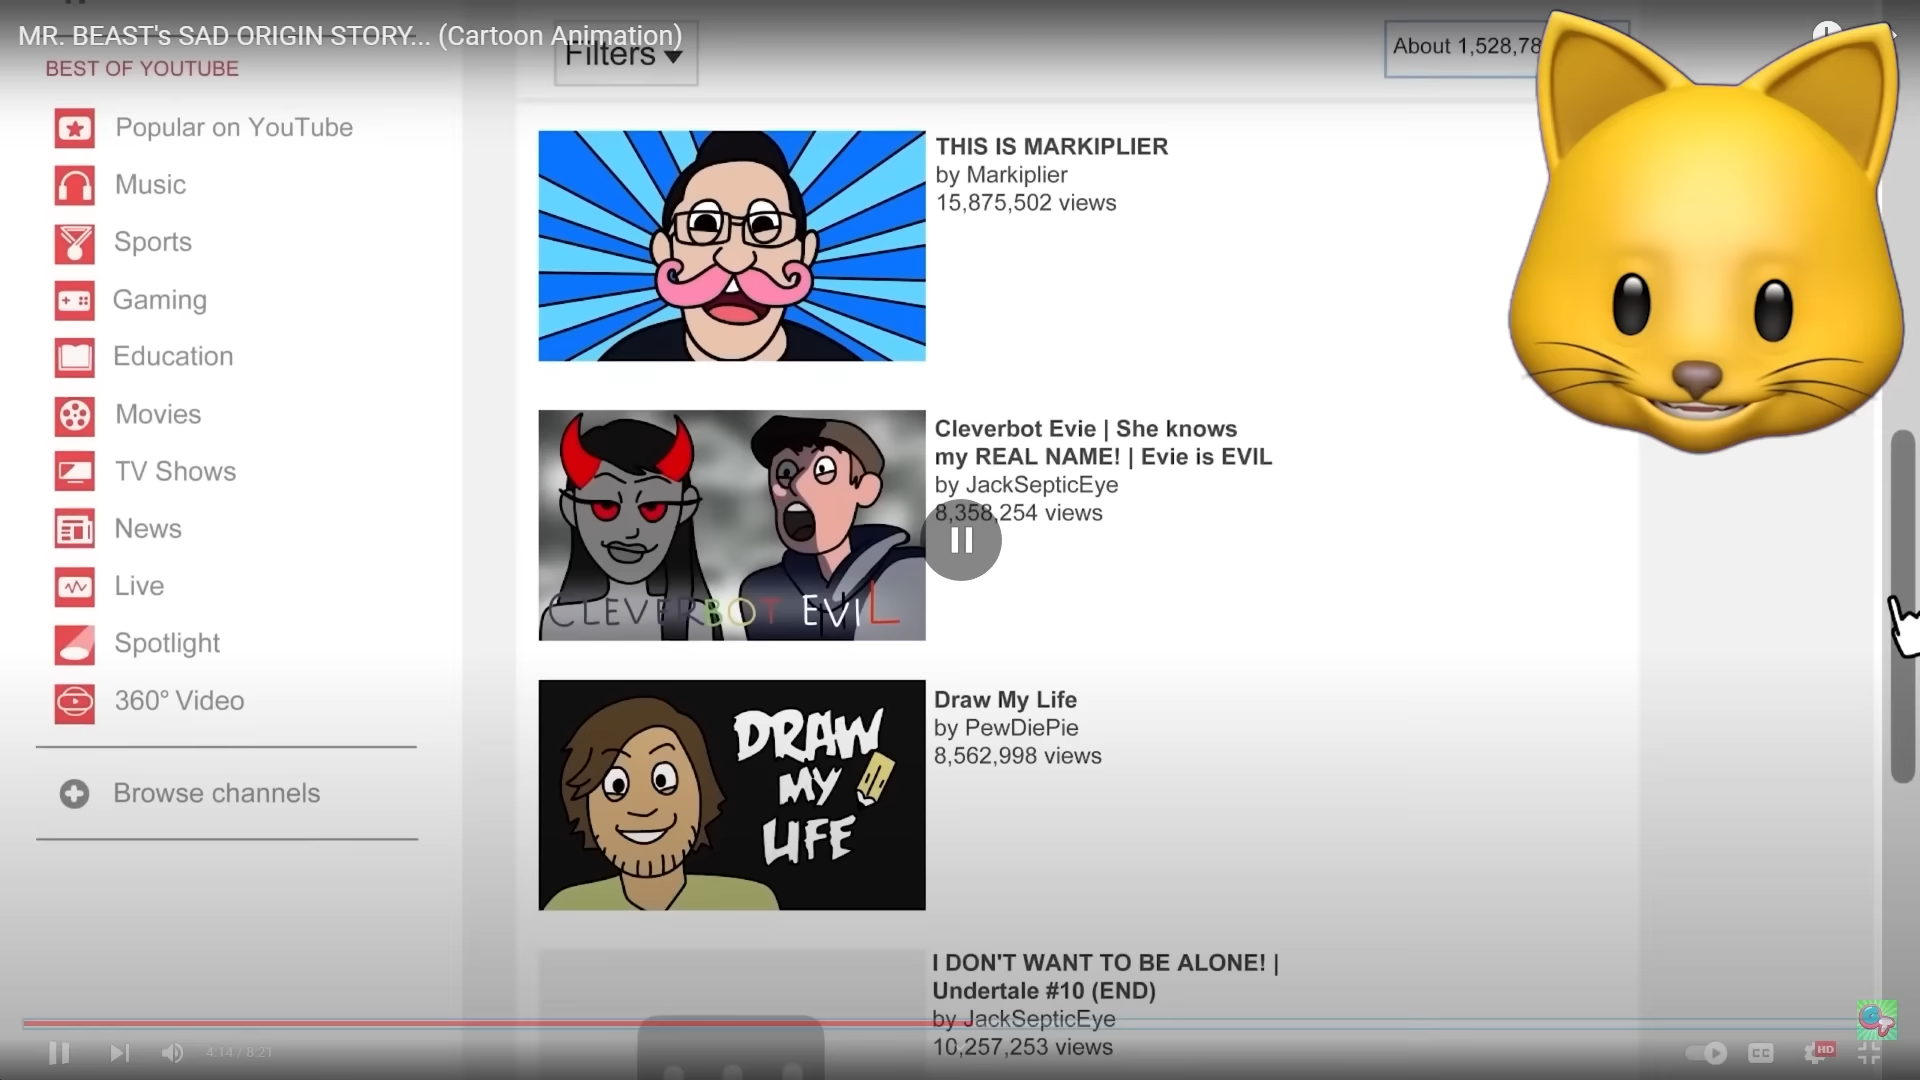 MR. BEAST's SAD ORIGIN STORY... (Cartoon Animation)
BEST OF YOUTUBE
Popular on YouTube
Music
Sports
Gaming
Education
Movies
TV Shows
News
Live
Spotlight
360° Video
Browse channels
Filters
About 1,528,78
THIS IS MARKIPLIER
by Markiplier
15,875,502 views
CLEVERBOT EVIL
Cleverbot Evie | She knows
my REAL NAME! | Evie is EVIL
by JackSepticEye
8,358,254 views
DRAW
MY
LIFE
Draw My Life
by PewDiePie
8,562,998 views
I DON'T WANT TO BE ALONE! |
Undertale #10 (END)
by JackSepticEye
10,257,253 views
4:14 / 8:21
CC
HD